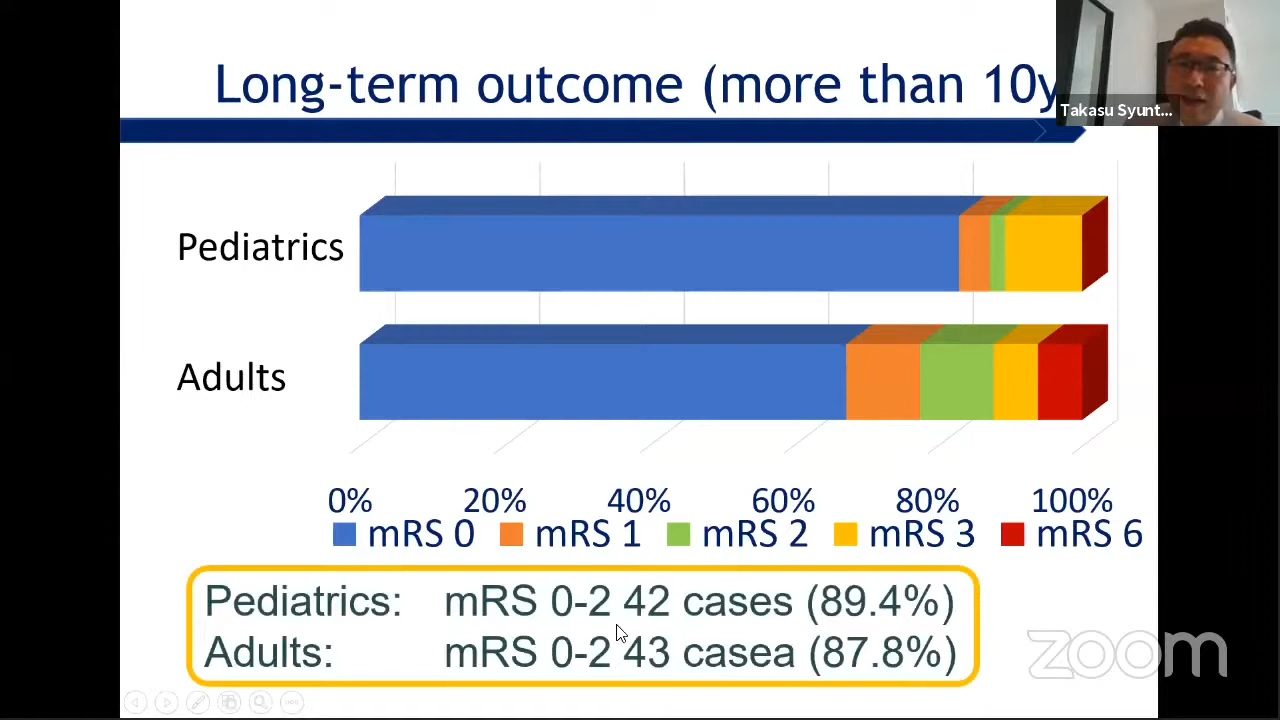 Long-term outcome (more than 10y
Takasu Syunt...
Pediatrics
Adults
0% 20% 40% 60% 80% 100%
mRS 0 mRS 1 mRS 2 mRS 3 mRS 6
Pediatrics: mRS 0-2 42 cases (89.4%)
Adults: mRS 0-2 43 casea (87.8%)
zoom